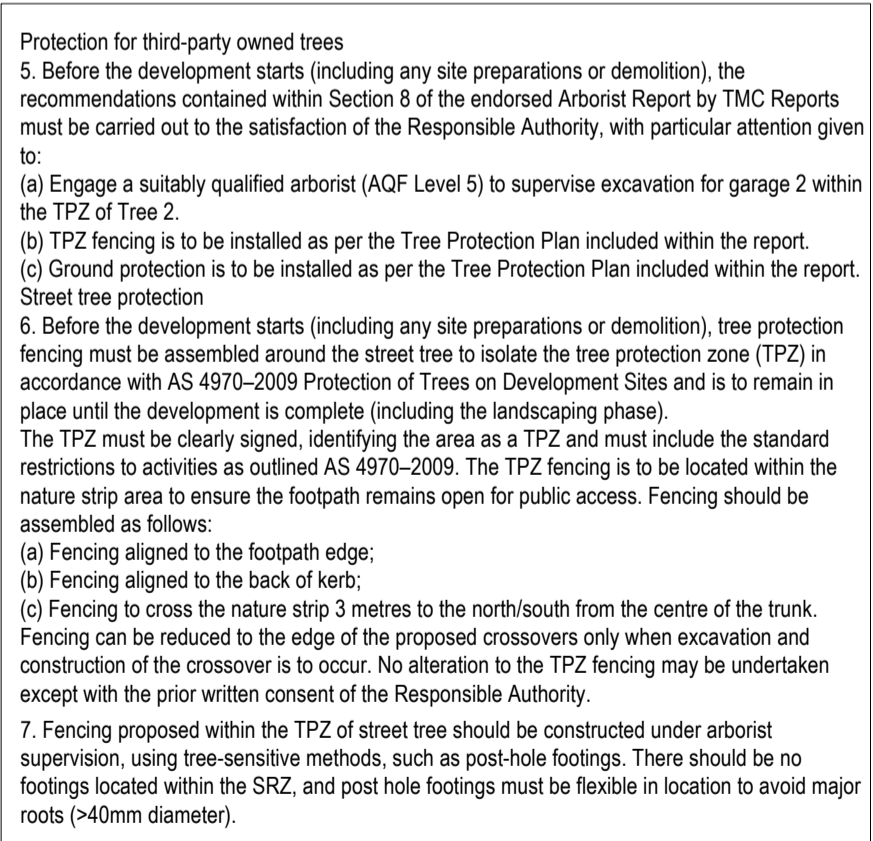 Protection for third-party owned trees
5. Before the development starts (including any site preparations or demolition), the
recommendations contained within Section 8 of the endorsed Arborist Report by TMC Reports
must be carried out to the satisfaction of the Responsible Authority, with particular attention given
to:
(a) Engage a suitably qualified arborist (AQF Level 5) to supervise excavation for garage 2 within
the TPZ of Tree 2.
(b) TPZ fencing is to be installed as per the Tree Protection Plan included within the report.
(c) Ground protection is to be installed as per the Tree Protection Plan included within the report.
Street tree protection
6. Before the development starts (including any site preparations or demolition), tree protection
fencing must be assembled around the street tree to isolate the tree protection zone (TPZ) in
accordance with AS 4970–2009 Protection of Trees on Development Sites and is to remain in
place until the development is complete (including the landscaping phase).
The TPZ must be clearly signed, identifying the area as a TPZ and must include the standard
restrictions to activities as outlined AS 4970–2009. The TPZ fencing is to be located within the
nature strip area to ensure the footpath remains open for public access. Fencing should be
assembled as follows:
(a) Fencing aligned to the footpath edge;
(b) Fencing aligned to the back of kerb;
(c) Fencing to cross the nature strip 3 metres to the north/south from the centre of the trunk.
Fencing can be reduced to the edge of the proposed crossovers only when excavation and
construction of the crossover is to occur. No alteration to the TPZ fencing may be undertaken
except with the prior written consent of the Responsible Authority.
7. Fencing proposed within the TPZ of street tree should be constructed under arborist
supervision, using tree-sensitive methods, such as post-hole footings. There should be no
footings located within the SRZ, and post hole footings must be flexible in location to avoid major
roots (>40mm diameter).